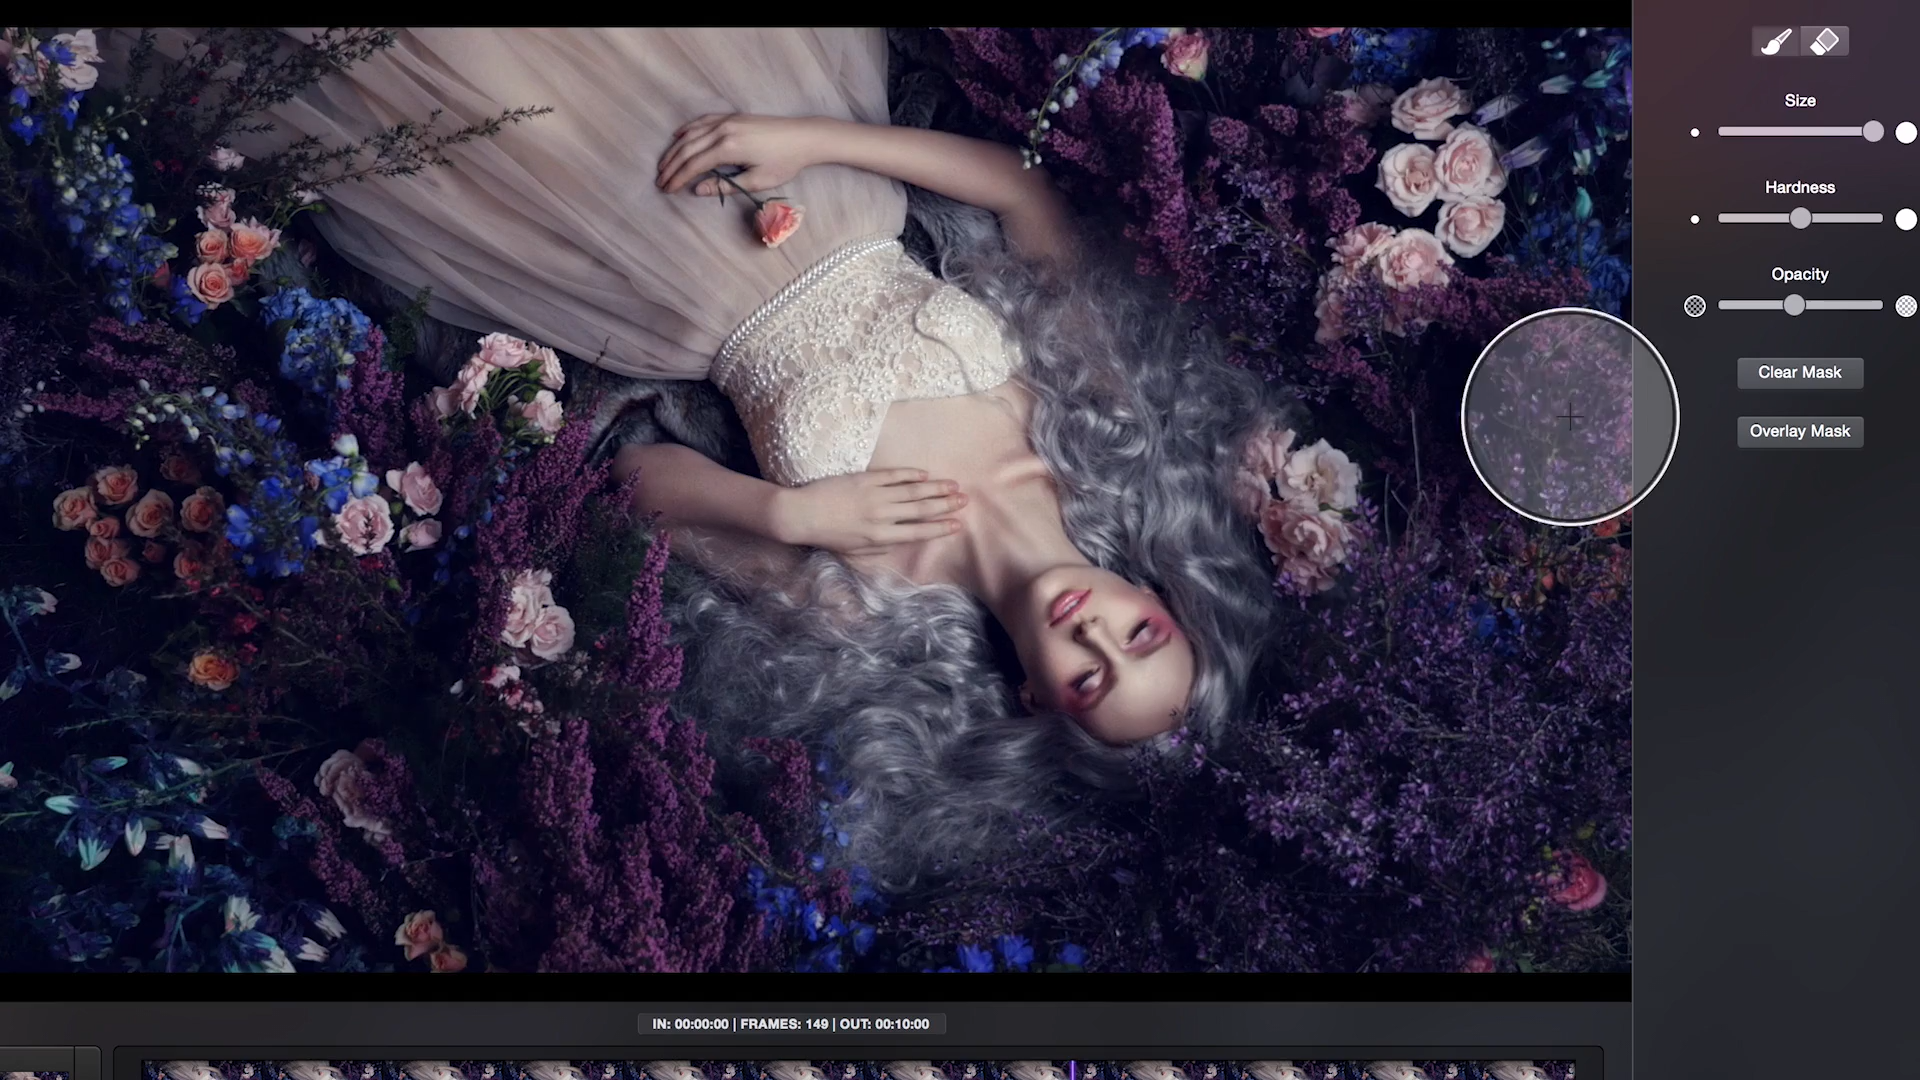 Size
Hardness
Opacity
Clear Mask
Overlay Mask
IN: 00:00:00 | FRAMES: 149 | OUT: 00:10:00